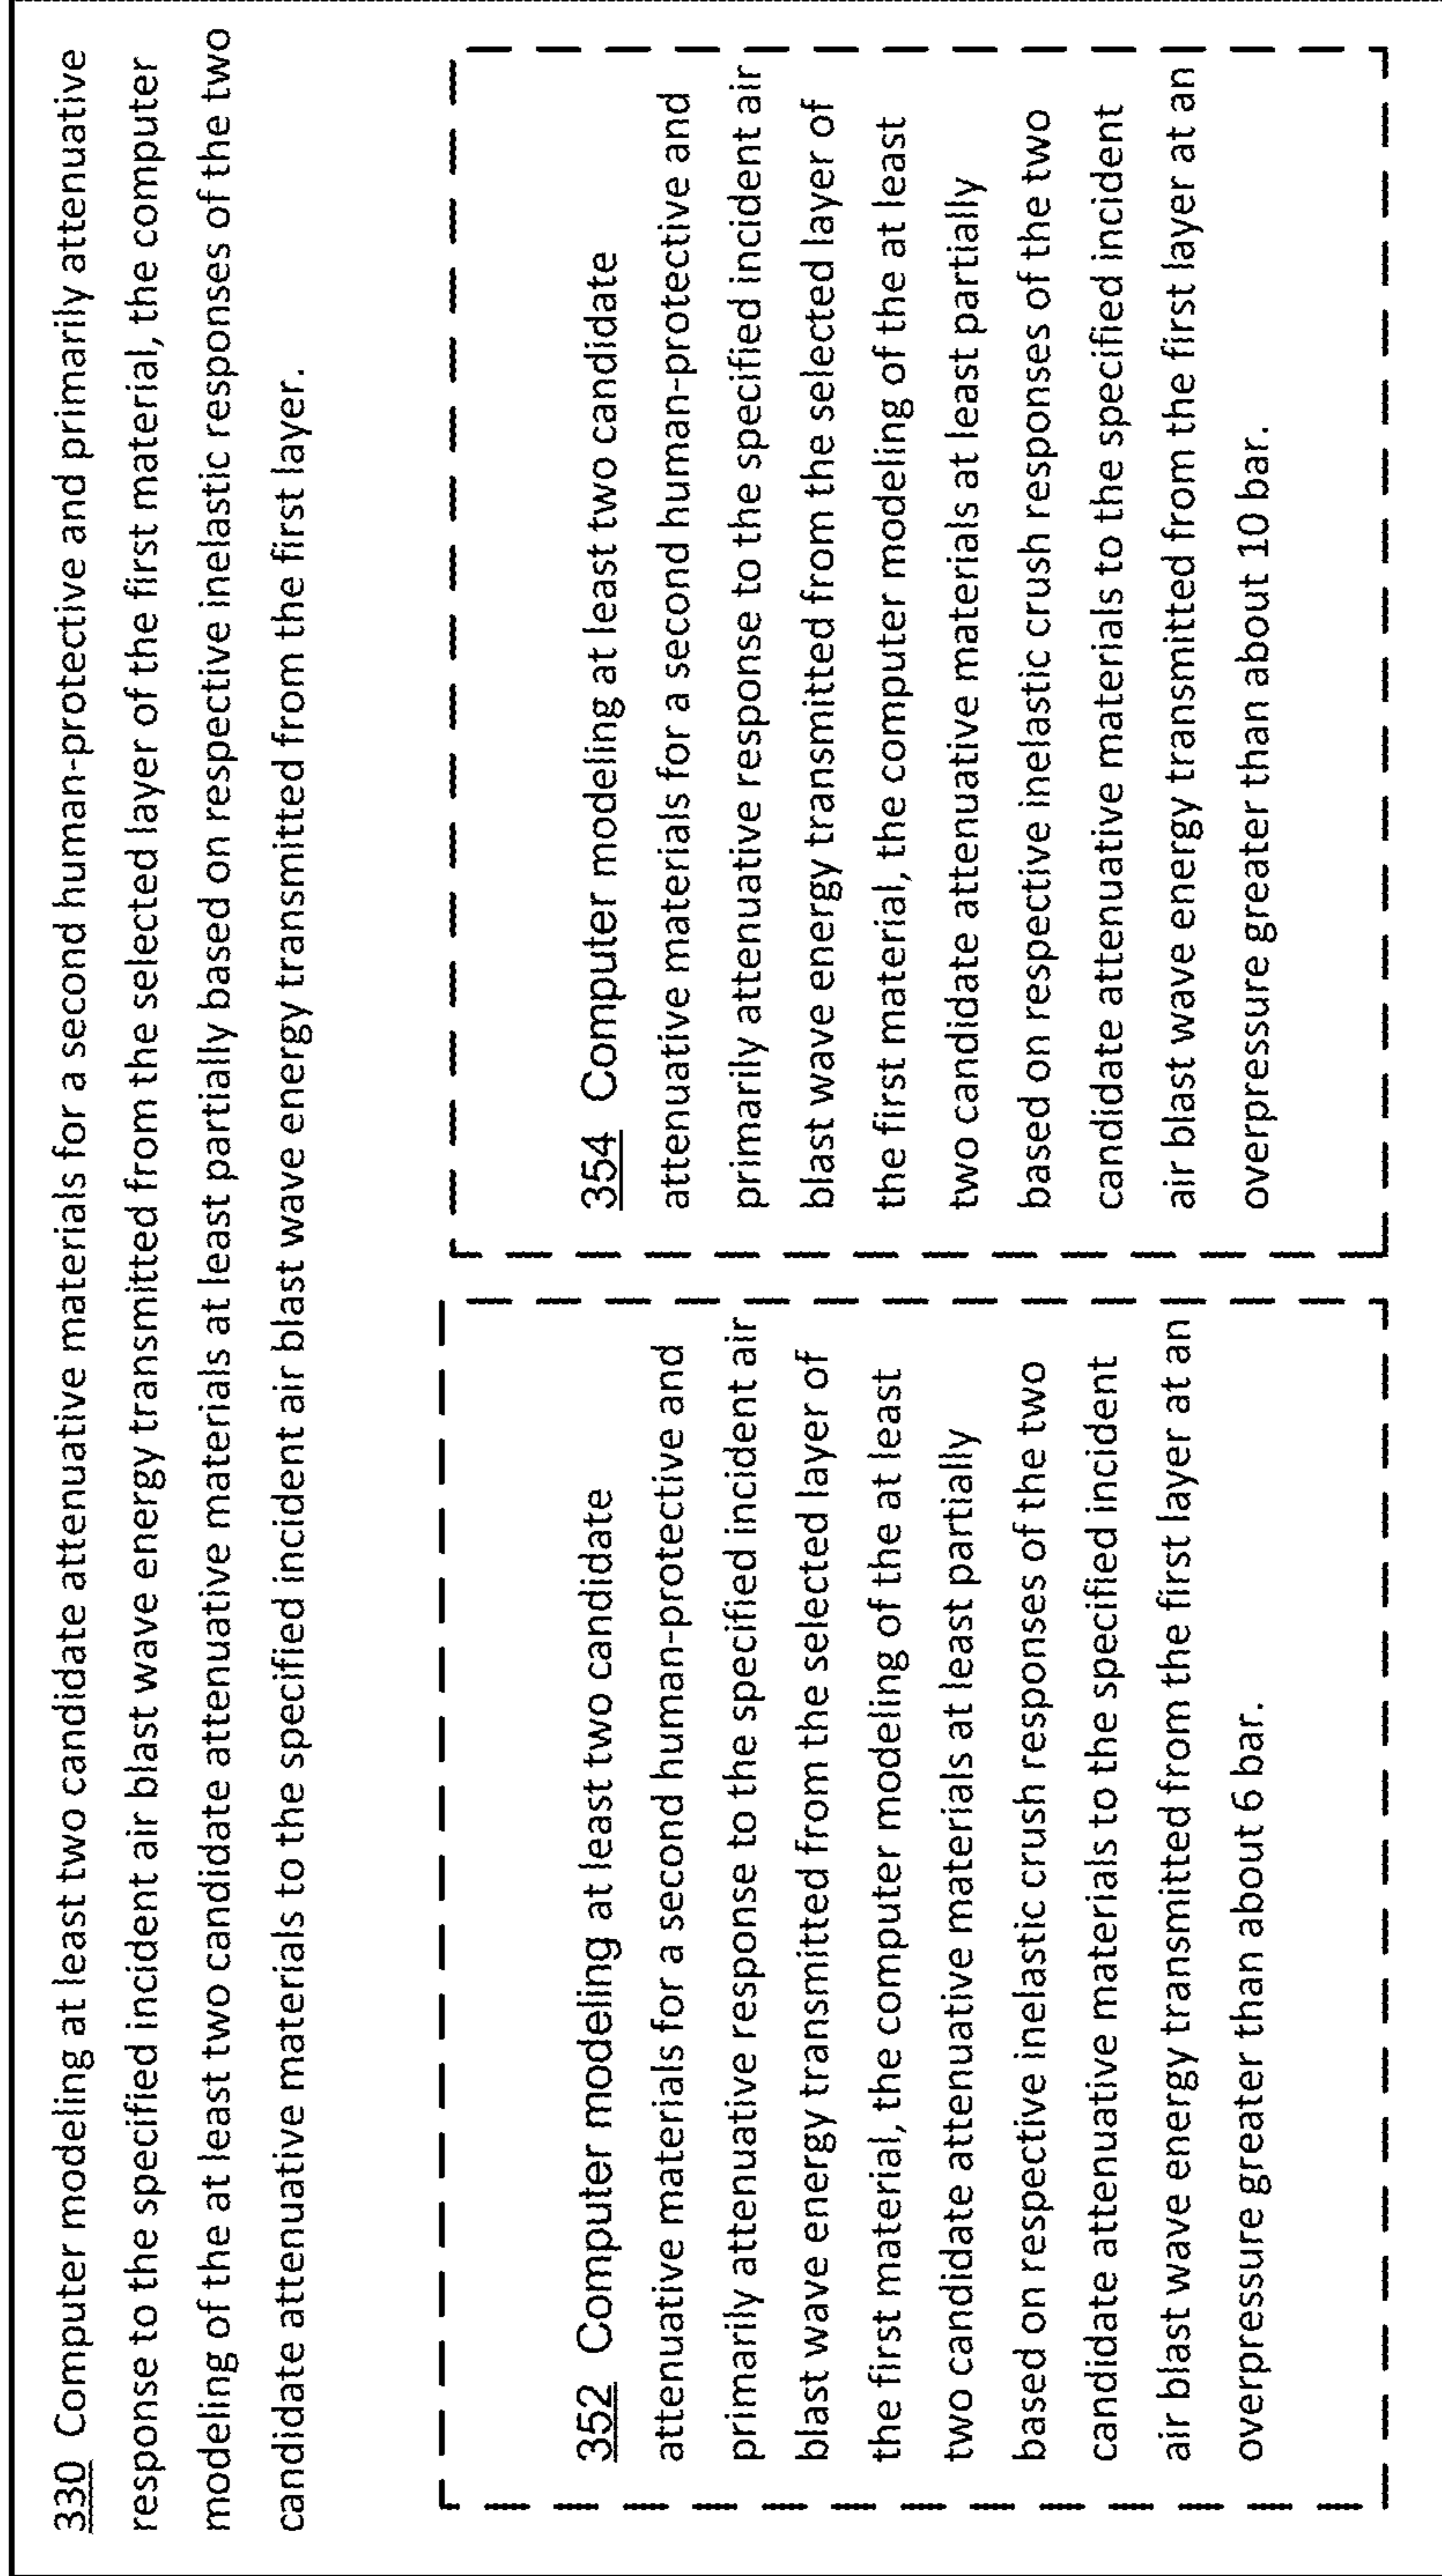 330 Computer modeling at least two candidate attenuative materials for a second human-protective and primarily attenuative
response to the specified incident air blast wave energy transmitted from the selected layer of the first material, the computer
modeling of the at least two candidate attenuative materials at least partially based on respective inelastic responses of the two
candidate attenuative materials to the specified incident air blast wave energy transmitted from the first layer.
352 Computer modeling at least two candidate
attenuative materials for a second human-protective and
primarily attenuative response to the specified incident air
blast wave energy transmitted from the selected layer of
the first material, the computer modeling of the at least
two candidate attenuative materials at least partially
based on respective inelastic crush responses of the two
candidate attenuative materials to the specified incident
air blast wave energy transmitted from the first layer at an
overpressure greater than about 6 bar.
354 Computer modeling at least two candidate
attenuative materials for a second human-protective and
primarily attenuative response to the specified incident air
blast wave energy transmitted from the selected layer of
the first material, the computer modeling of the at least
two candidate attenuative materials at least partially
based on respective inelastic crush responses of the two
candidate attenuative materials to the specified incident
air blast wave energy transmitted from the first layer at an
overpressure greater than about 10 bar.